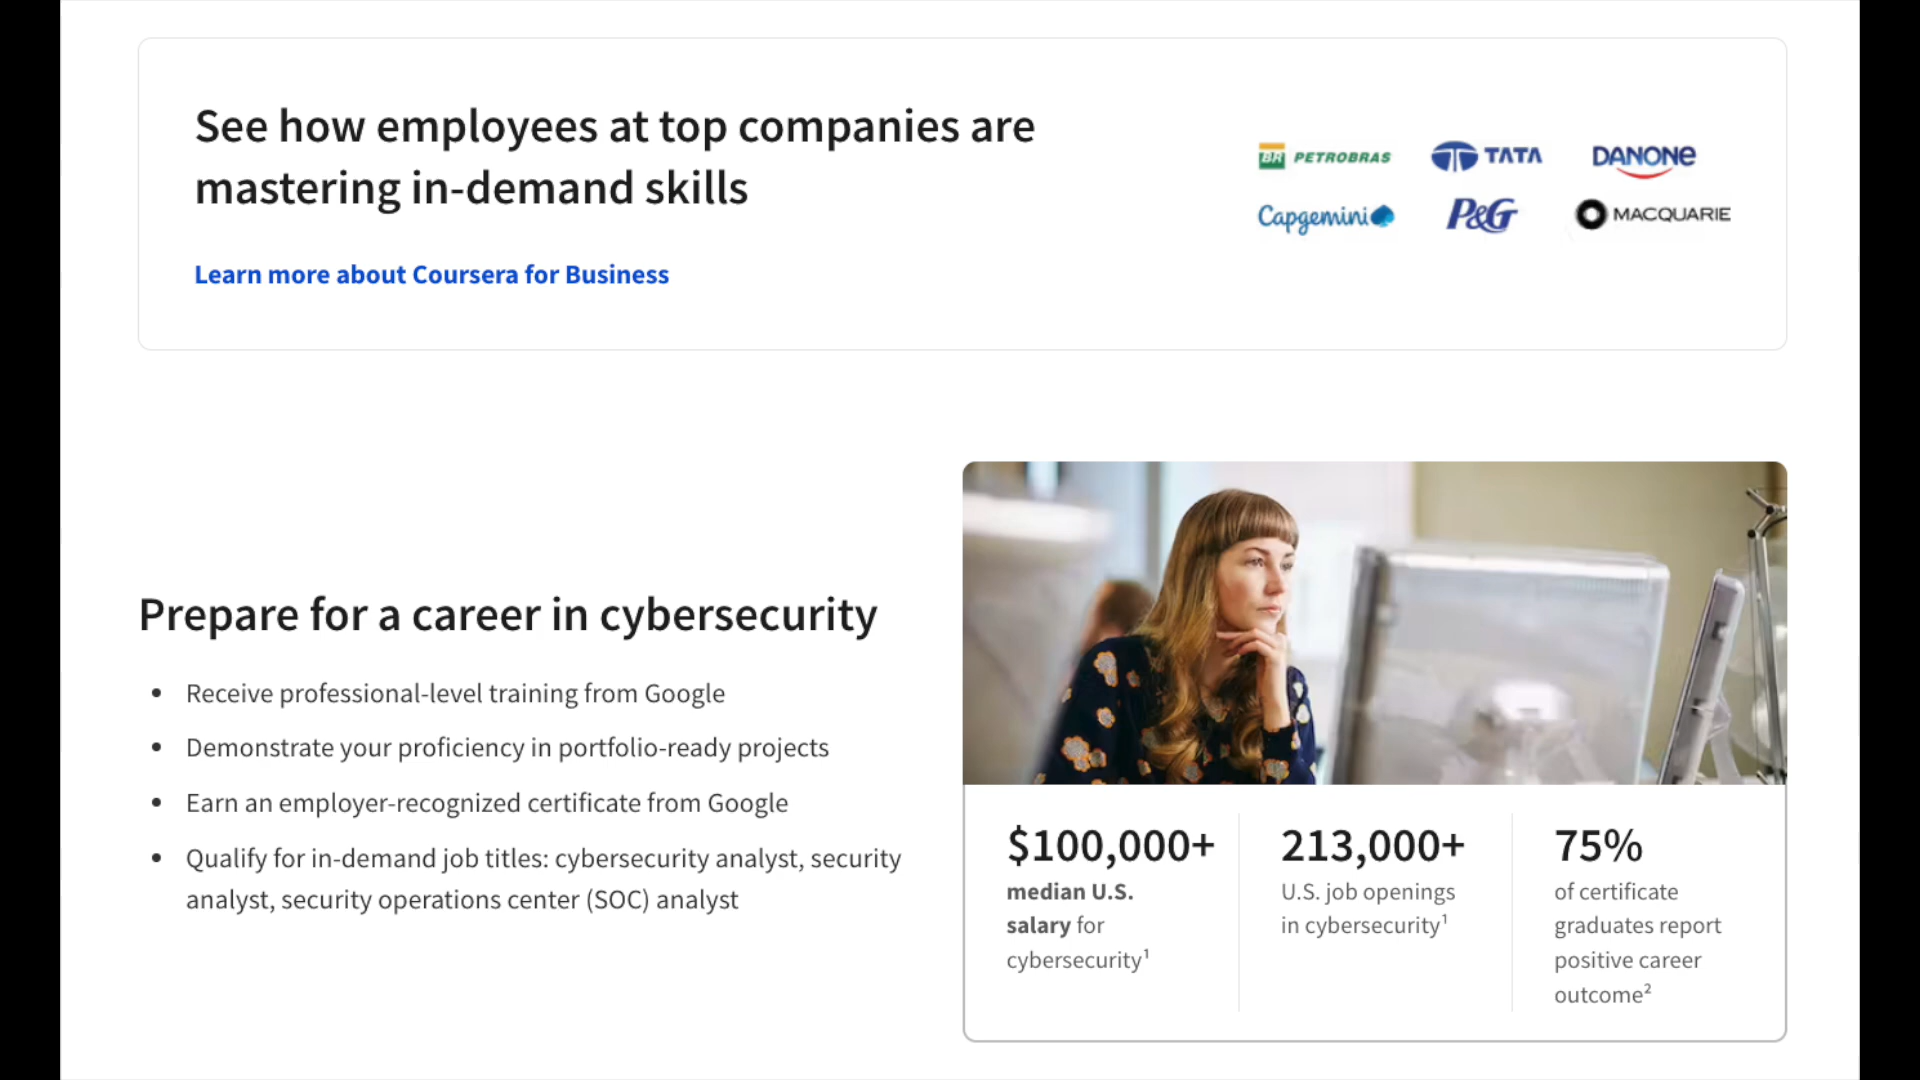 See how employees at top companies are
mastering in-demand skills
Learn more about Coursera for Business
BR PETROBRAS
TATA
DANONE
Capgemini
P&G
MACQUARIE
Prepare for a career in cybersecurity
Receive professional-level training from Google
Demonstrate your proficiency in portfolio-ready projects
Earn an employer-recognized certificate from Google
Qualify for in-demand job titles: cybersecurity analyst, security
analyst, security operations center (SOC) analyst
$100,000+
median U.S.
salary for
cybersecurity¹
213,000+
U.S. job openings
in cybersecurity¹
75%
of certificate
graduates report
positive career
outcome²